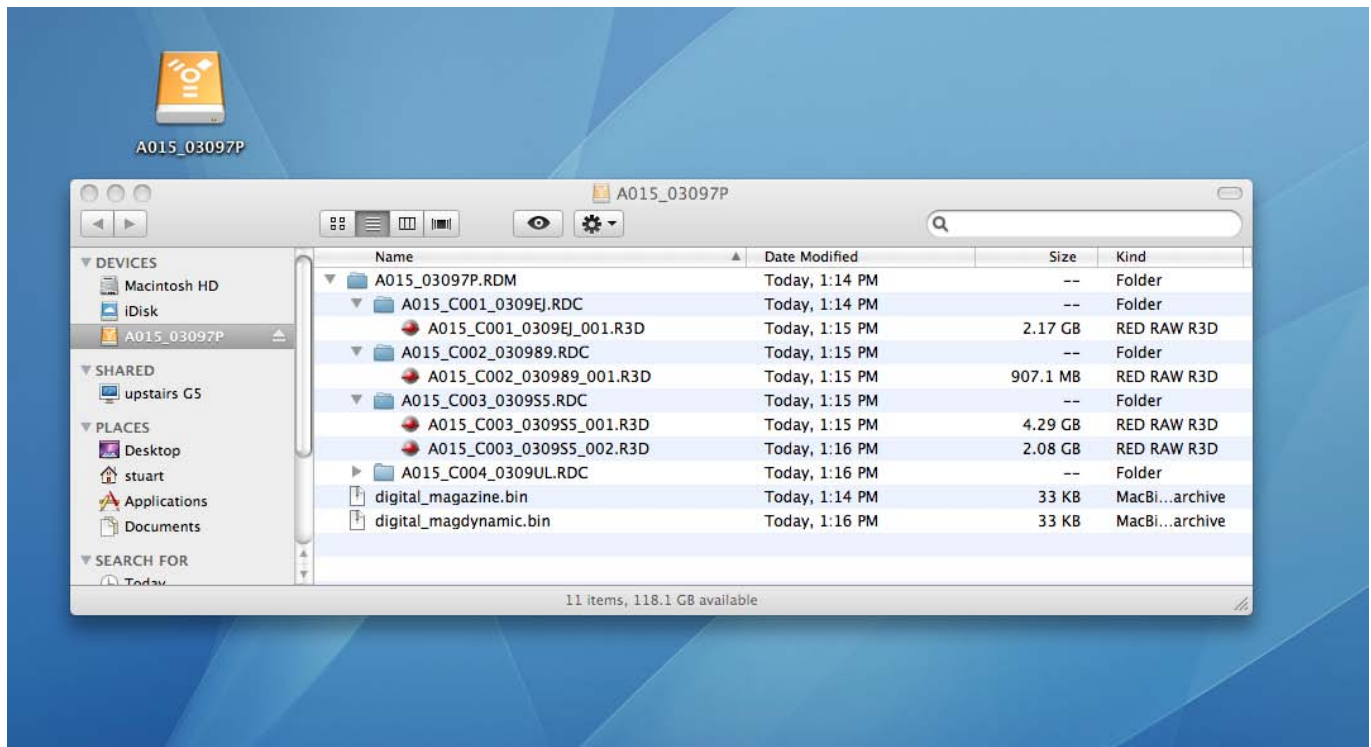 A015_03097P
A015_03097P
DEVICES
Macintosh HD
iDisk
A015_03097P
SHARED
upstairs G5
PLACES
Desktop
stuart
Applications
Documents
SEARCH FOR
Today
Name Date Modified Size Kind
A015_03097P.RDM Today, 1:14 PM -- Folder
A015_C001_0309EJ.RDC Today, 1:14 PM -- Folder
A015_C001_0309EJ_001.R3D Today, 1:15 PM 2.17 GB RED RAW R3D
A015_C002_030989.RDC Today, 1:15 PM -- Folder
A015_C002_030989_001.R3D Today, 1:15 PM 907.1 MB RED RAW R3D
A015_C003_0309S5.RDC Today, 1:15 PM -- Folder
A015_C003_0309S5_001.R3D Today, 1:15 PM 4.29 GB RED RAW R3D
A015_C003_0309S5_002.R3D Today, 1:16 PM 2.08 GB RED RAW R3D
A015_C004_0309UL.RDC Today, 1:16 PM -- Folder
digital_magazine.bin Today, 1:14 PM 33 KB MacBi...archive
digital_magdynamic.bin Today, 1:16 PM 33 KB MacBi...archive
11 items, 118.1 GB available